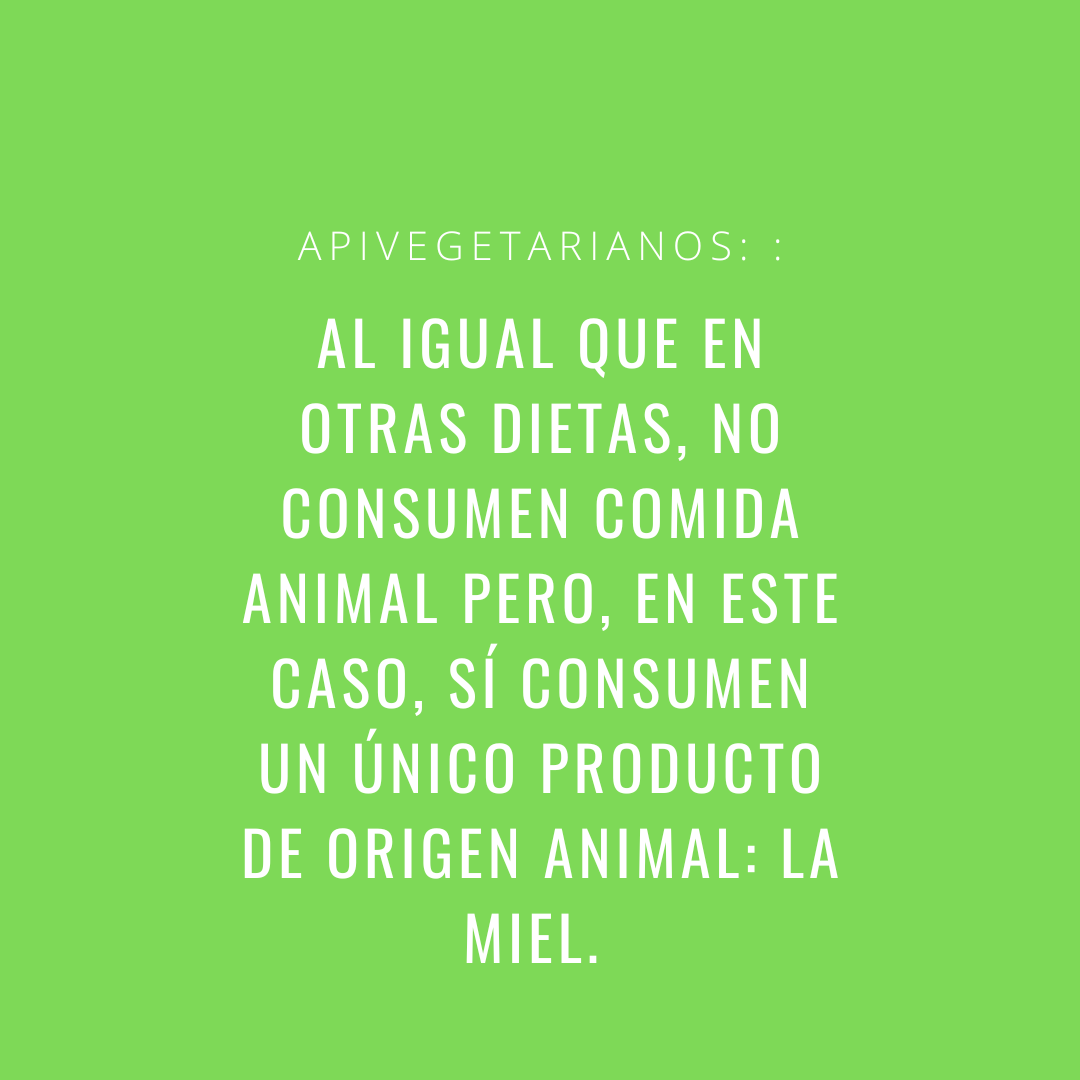 APIVEGETARIANOS: :
AL IGUAL QUE EN
OTRAS DIETAS, NO
CONSUMEN COMIDA
ANIMAL PERO, EN ESTE
CASO, SÍ CONSUMEN
UN ÚNICO PRODUCTO
DE ORIGEN ANIMAL: LA
MIEL.